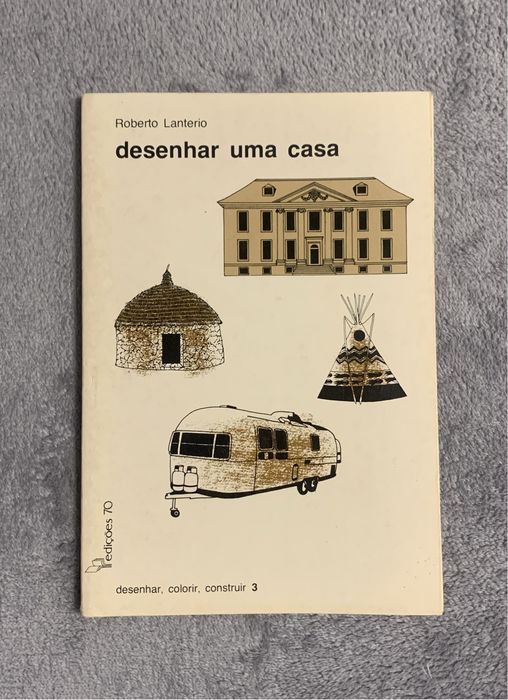 Roberto Lanterio
desenhar uma casa
edições 70
desenhar, colorir, construir 3